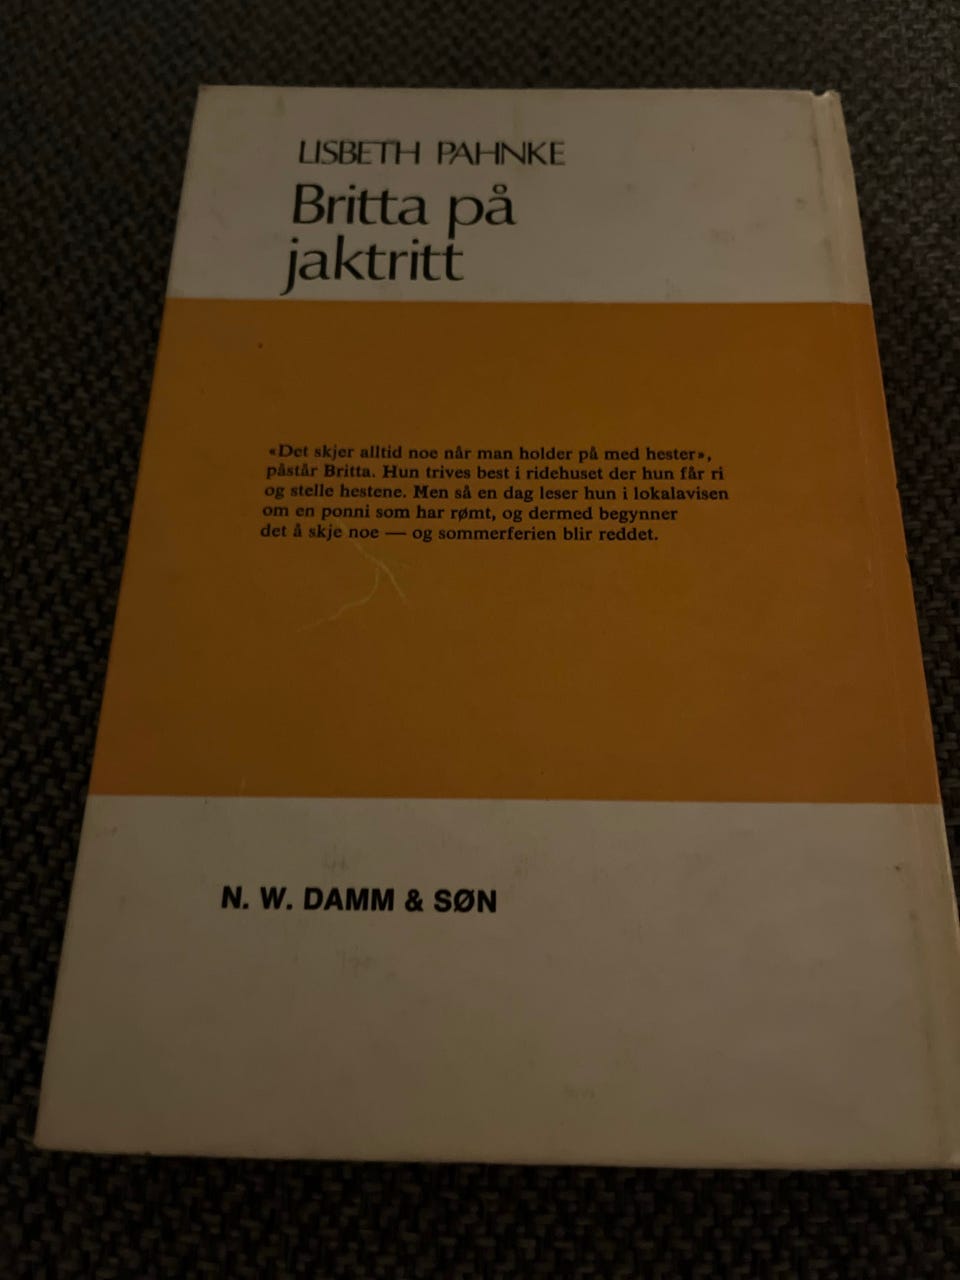 LISBETH PAHNKE
Britta på
jaktritt
«Det skjer alltid noe når man holder på med hester»,
påstår Britta. Hun trives best i ridehuset der hun får ri
og stelle hestene. Men så en dag leser hun i lokalavisen
om en ponni som har rømt, og dermed begynner
det å skje noe — og sommerferien blir reddet.
N. W. DAMM & SØN